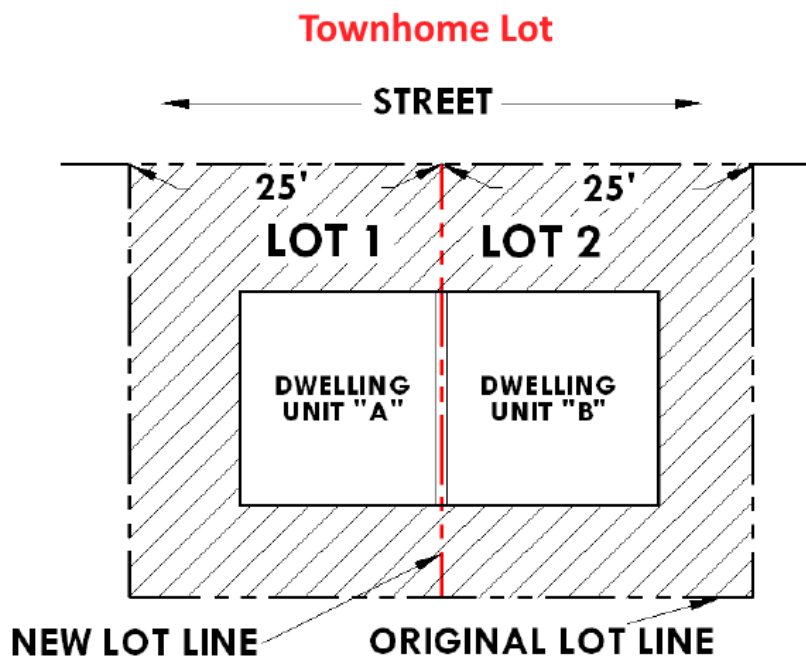 Townhome Lot
STREET
25' 25'
LOT 1 LOT 2
DWELLING UNIT "A"
DWELLING UNIT "B"
NEW LOT LINE
ORIGINAL LOT LINE